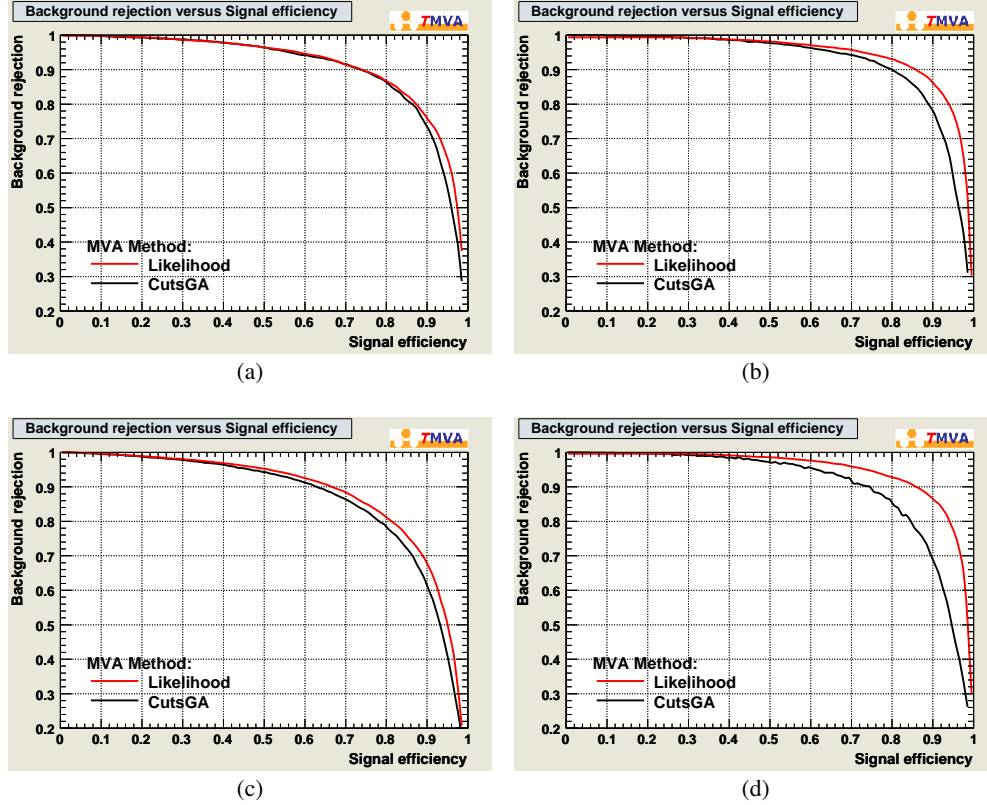 Background rejection versus Signal efficiency
TMVA
Background rejection
1
0.9
0.8
0.7
0.6
0.5
0.4
0.3
0.2
MVA Method:
Likelihood
CutsGA
0 0.1 0.2 0.3 0.4 0.5 0.6 0.7 0.8 0.9 1
Signal efficiency
(a)
Background rejection versus Signal efficiency
TMVA
Background rejection
1
0.9
0.8
0.7
0.6
0.5
0.4
0.3
0.2
MVA Method:
Likelihood
CutsGA
0 0.1 0.2 0.3 0.4 0.5 0.6 0.7 0.8 0.9 1
Signal efficiency
(b)
Background rejection versus Signal efficiency
TMVA
Background rejection
1
0.9
0.8
0.7
0.6
0.5
0.4
0.3
0.2
MVA Method:
Likelihood
CutsGA
0 0.1 0.2 0.3 0.4 0.5 0.6 0.7 0.8 0.9 1
Signal efficiency
(c)
Background rejection versus Signal efficiency
TMVA
Background rejection
1
0.9
0.8
0.7
0.6
0.5
0.4
0.3
0.2
MVA Method:
Likelihood
CutsGA
0 0.1 0.2 0.3 0.4 0.5 0.6 0.7 0.8 0.9 1
Signal efficiency
(d)